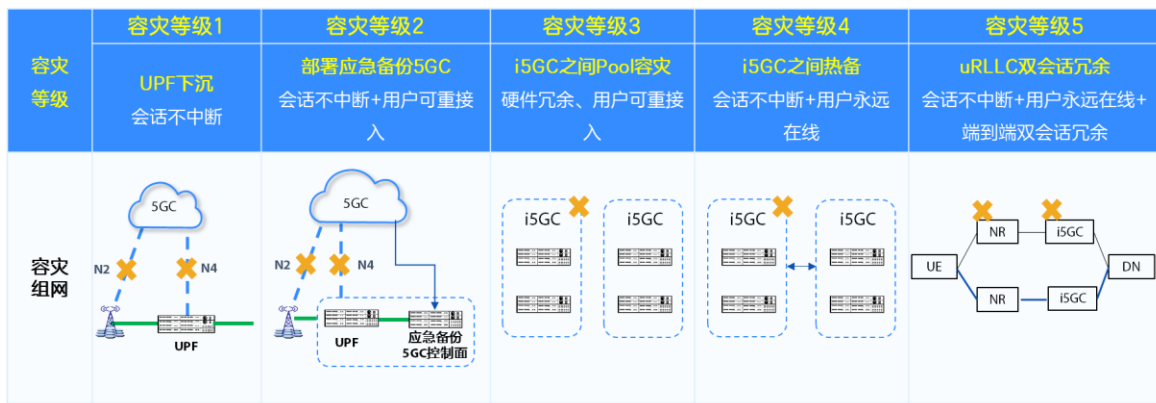 容灾
等级
容灾等级1
UPF下沉
会话不中断
容灾等级2
部署应急备份5GC
会话不中断+用户可重接
入
容灾等级3
i5GC之间Pool容灾
硬件冗余、用户可重接
入
容灾等级4
i5GC之间热备
会话不中断+用户永远
在线
容灾等级5
uRLLC双会话冗余
会话不中断+用户永远在线+
端到端双会话冗余
容灾
组网
5GC
N2
N4
UPF
5GC
N2
N4
UPF
应急备份
5GC控制面
i5GC
i5GC
i5GC
i5GC
NR
i5GC
UE
DN
NR
i5GC